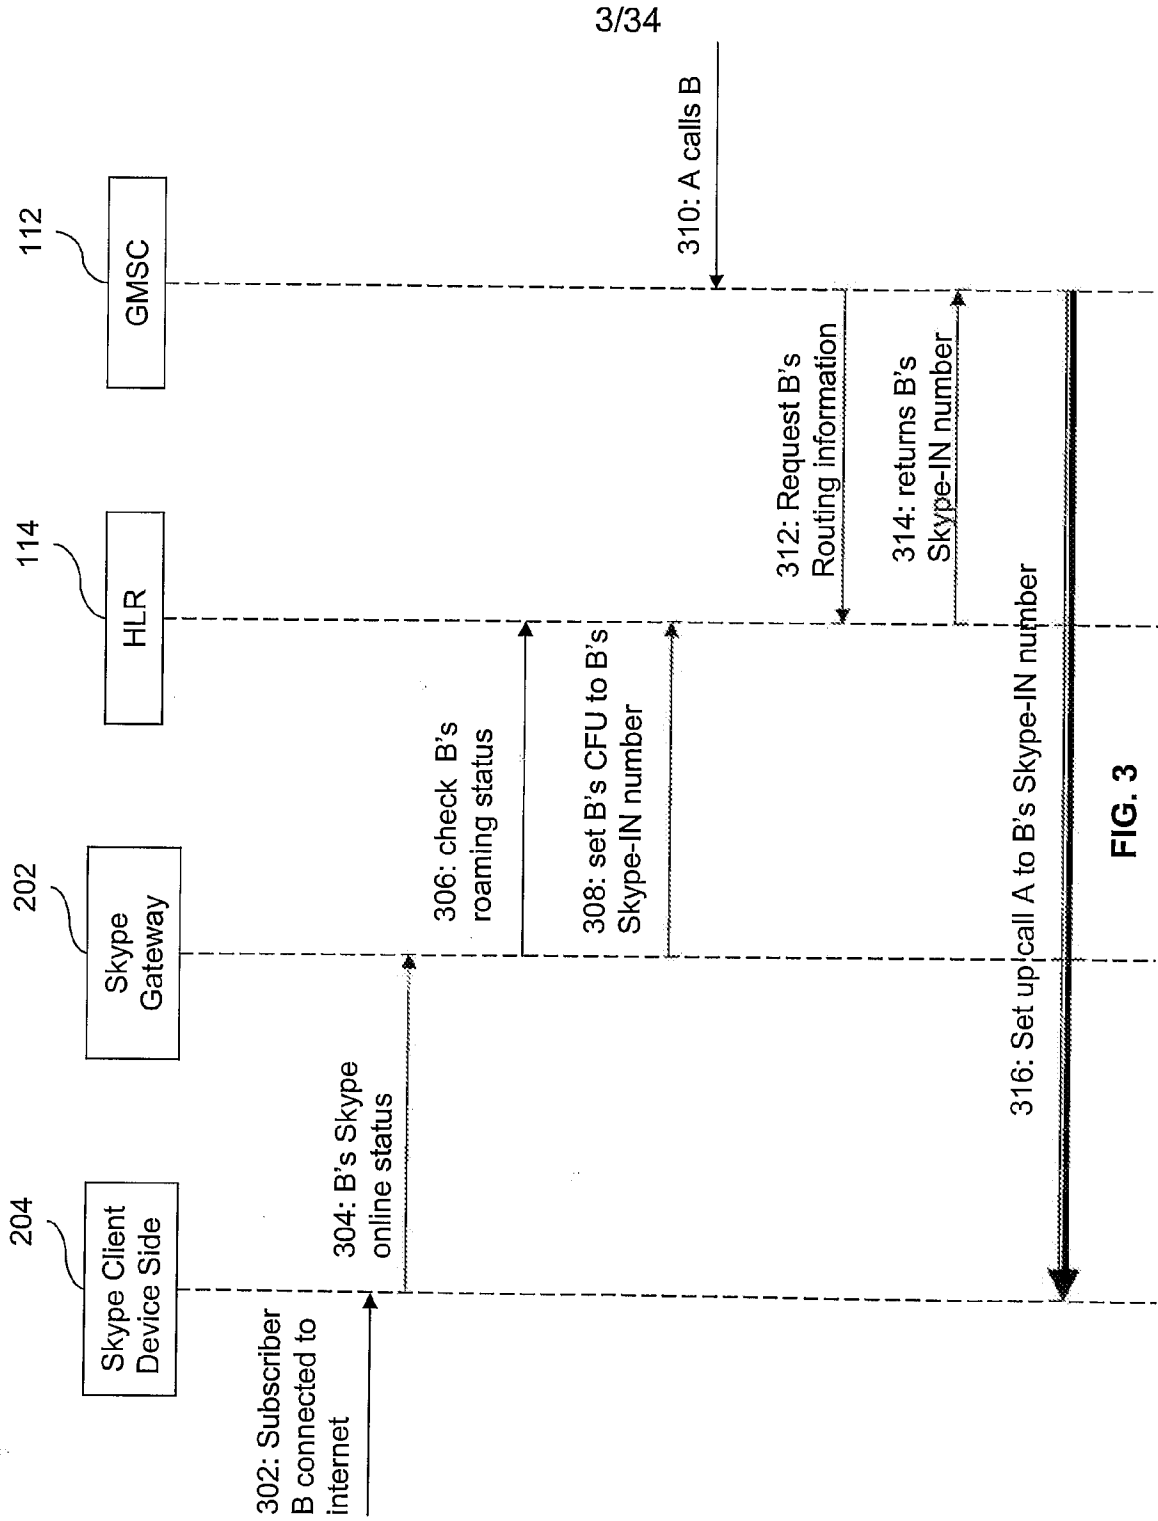 3/34
204
202
114
112
Skype Client
Device Side
Skype
Gateway
HLR
GMSC
302: Subscriber
B connected to
internet
304: B's Skype
online status
306: check B's
roaming status
308: set B's CFU to B's
Skype-IN number
310: A calls B
312: Request B's
Routing information
314: returns B's
Skype-IN number
316: Set up call A to B's Skype-IN number
FIG. 3